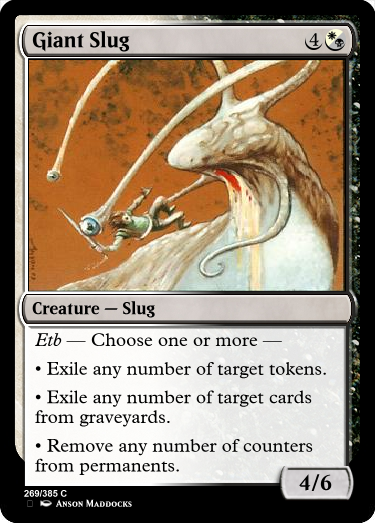 Giant Slug 4
Creature — Slug
Etb — Choose one or more —
• Exile any number of target tokens.
• Exile any number of target cards
from graveyards.
• Remove any number of counters
from permanents.
4/6
269/385 C
Anson Maddocks